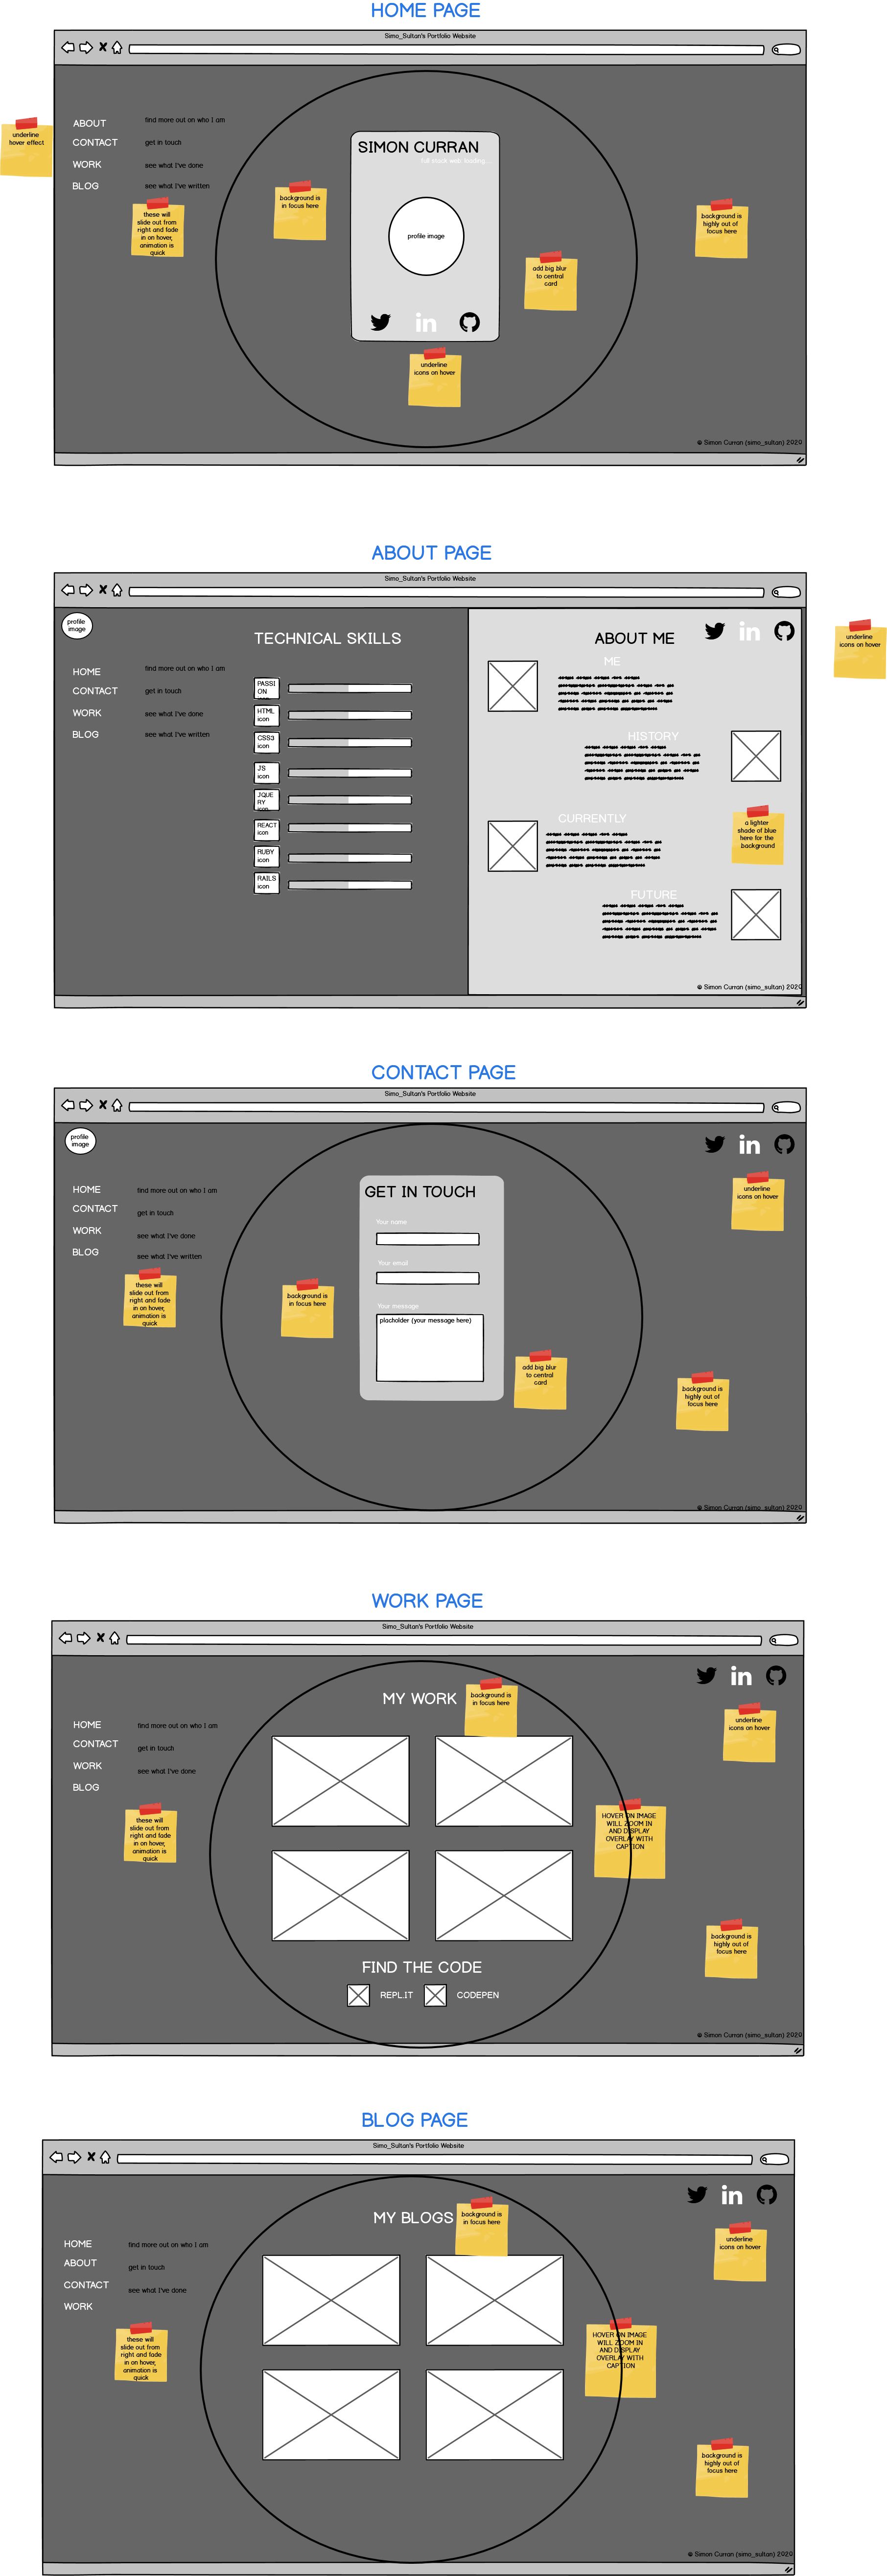 HOME PAGE
Simo_Sultan's Portfolio Website
ABOUT
find more out on who I am
CONTACT
get in touch
WORK
see what I've done
BLOG
see what I've written
underline
hover effect
these will
slide out from
right and fade
in on hover,
animation is
quick
background is
in focus here
SIMON CURRAN
full stack web loading...
profile image
in
add big blur
to central
card
underline
icons on hover
background is
highly out of
focus here
© Simon Curran (simo_sultan) 2020
ABOUT PAGE
Simo_Sultan's Portfolio Website
profile
image
HOME
find more out on who I am
CONTACT
get in touch
WORK
see what I've done
BLOG
see what I've written
TECHNICAL SKILLS
PASSI
ON
HTML
icon
CSS3
icon
JS
icon
JQUE
RY
icon
REACT
icon
RUBY
icon
RAILS
icon
ABOUT ME
in
ME
HISTORY
CURRENTLY
a lighter
shade of blue
here for the
background
FUTURE
© Simon Curran (simo_sultan) 2020
underline
icons on hover
CONTACT PAGE
Simo_Sultan's Portfolio Website
profile
image
in
HOME
find more out on who I am
CONTACT
get in touch
WORK
see what I've done
BLOG
see what I've written
these will
slide out from
right and fade
in on hover,
animation is
quick
background is
in focus here
GET IN TOUCH
Your name
Your email
Your message
placholder (your message here)
add big blur
to central
card
underline
icons on hover
background is
highly out of
focus here
© Simon Curran (simo_sultan) 2020
WORK PAGE
Simo_Sultan's Portfolio Website
in
HOME
find more out on who I am
CONTACT
get in touch
WORK
see what I've done
BLOG
these will
slide out from
right and fade
in on hover,
animation is
quick
MY WORK
background is
in focus here
underline
icons on hover
HOVER ON IMAGE
WILL ZOOM IN
AND DISPLAY
OVERLAY WITH
CAPTION
background is
highly out of
focus here
FIND THE CODE
REPL.IT
CODEPEN
© Simon Curran (simo_sultan) 2020
BLOG PAGE
Simo_Sultan's Portfolio Website
in
HOME
find more out on who I am
ABOUT
get in touch
CONTACT
see what I've done
WORK
these will
slide out from
right and fade
in on hover,
animation is
quick
MY BLOGS
background is
in focus here
underline
icons on hover
HOVER ON IMAGE
WILL ZOOM IN
AND DISPLAY
OVERLAY WITH
CAPTION
background is
highly out of
focus here
© Simon Curran (simo_sultan) 2020